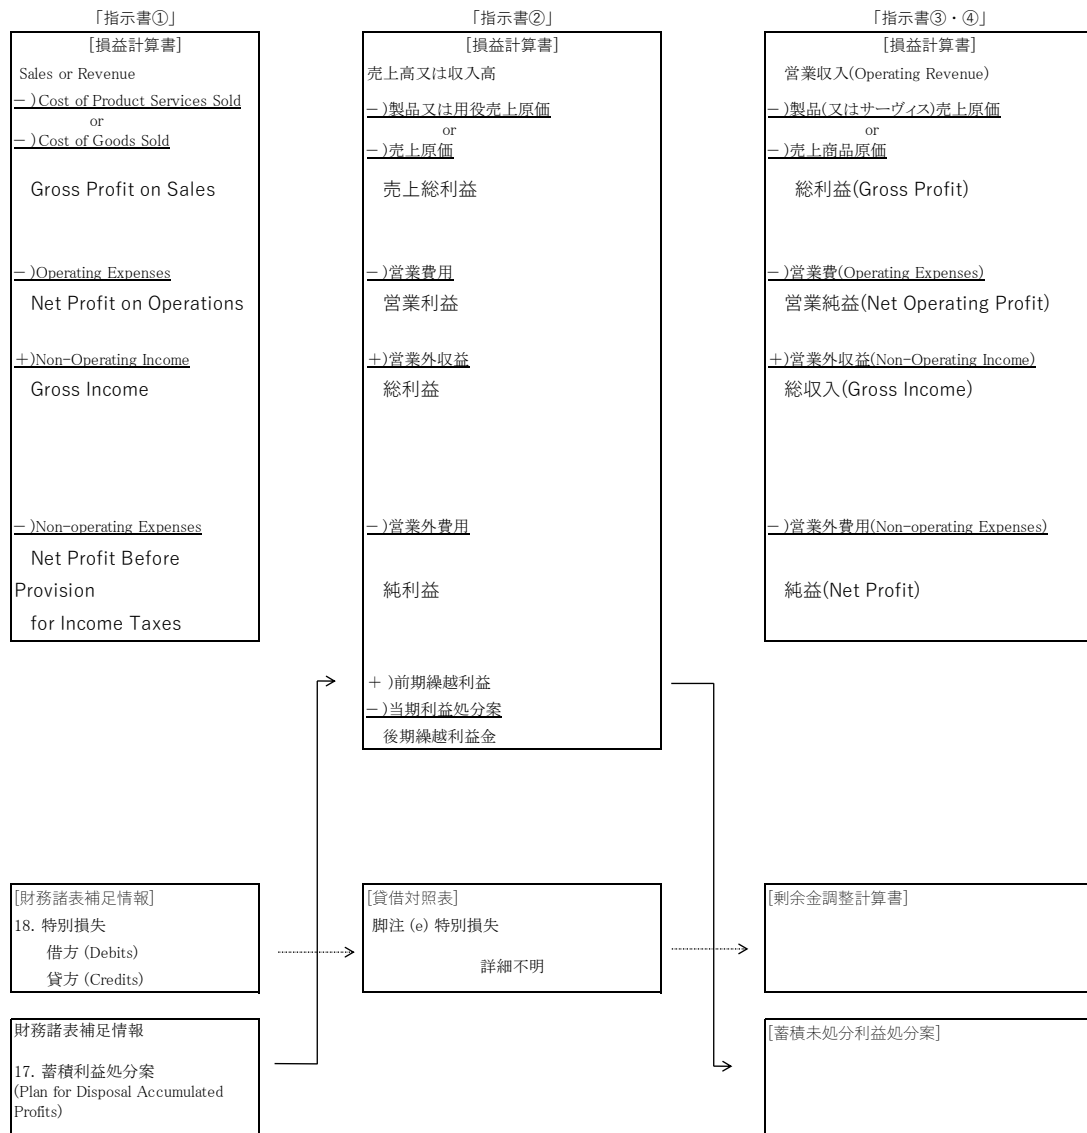 「指示書①」
[損益計算書]
Sales or Revenue
－)Cost of Product Services Sold
or
－)Cost of Goods Sold
Gross Profit on Sales
－)Operating Expenses
Net Profit on Operations
＋)Non-Operating Income
Gross Income
－)Non-operating Expenses
Net Profit Before
Provision
for Income Taxes
[財務諸表補足情報]
18. 特別損失
借方 (Debits)
貸方 (Credits)
財務諸表補足情報
17. 蓄積利益処分案
(Plan for Disposal Accumulated
Profits)
「指示書②」
[損益計算書]
売上高又は収入高
－)製品又は用役売上原価
or
－)売上原価
売上総利益
－)営業費用
営業利益
＋)営業外収益
総利益
－)営業外費用
純利益
＋ )前期繰越利益
－)当期利益処分案
後期繰越利益金
[貸借対照表]
脚注 (e) 特別損失
詳細不明
「指示書③・④」
[損益計算書]
営業収入(Operating Revenue)
－)製品(又はサーヴィス)売上原価
or
－)売上商品原価
総利益(Gross Profit)
－)営業費(Operating Expenses)
営業純益(Net Operating Profit)
＋)営業外収益(Non-Operating Income)
総収入(Gross Income)
－)営業外費用(Non-operating Expenses)
純益(Net Profit)
[剰余金調整計算書]
[蓄積未処分利益処分案]